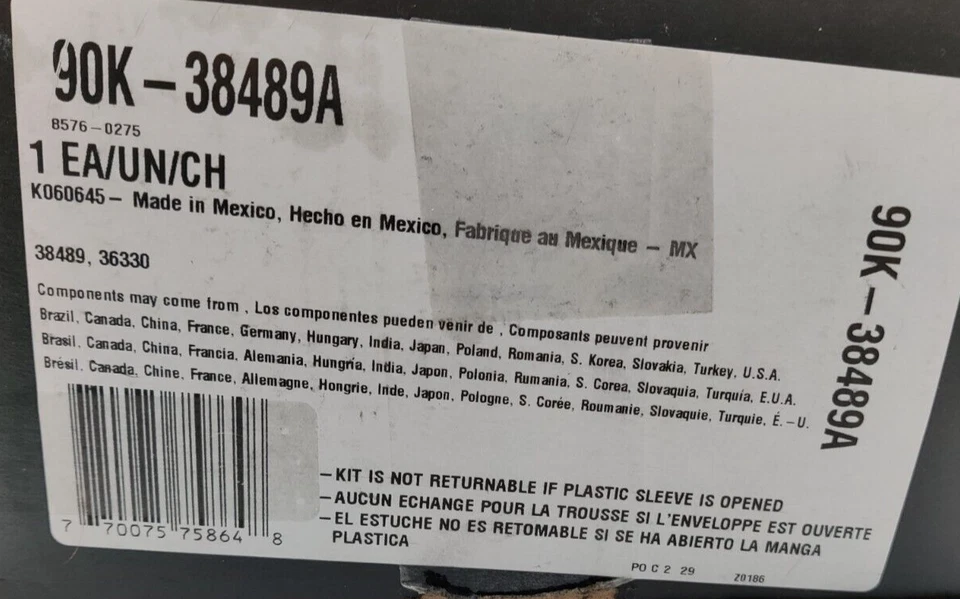 90K-38489A
8576-0275
1 EA/UN/CH
K060645- Made in Mexico, Hecho en Mexico, Fabrique au Mexique - MX
38489, 36330
Components may come from , Los componentes pueden venir de , Composants peuvent provenir
Brazil, Canada, China, France, Germany, Hungary, India, Japan, Poland, Romania, S. Korea, Slovakia, Turkey, U.S.A.
Brasil, Canada, China, Francia, Alemania, Hungría, India, Japon, Polonia, Rumania, S. Corea, Slovaquia, Turquía, E.U.A.
Brésil, Canada, Chine, France, Allemagne, Hongrie, Inde, Japon, Pologne, S. Corée, Roumanie, Slovaquie, Turquie, É.-U.
7 70075 75864 8
-KIT IS NOT RETURNABLE IF PLASTIC SLEEVE IS OPENED
-AUCUN ECHANGE POUR LA TROUSSE SI L'ENVELOPPE EST OUVERTE
-EL ESTUCHE NO ES RETOMABLE SI SE HA ABIERTO LA MANGA
PLASTICA
PO C 2 29 Z0186
90K-38489A